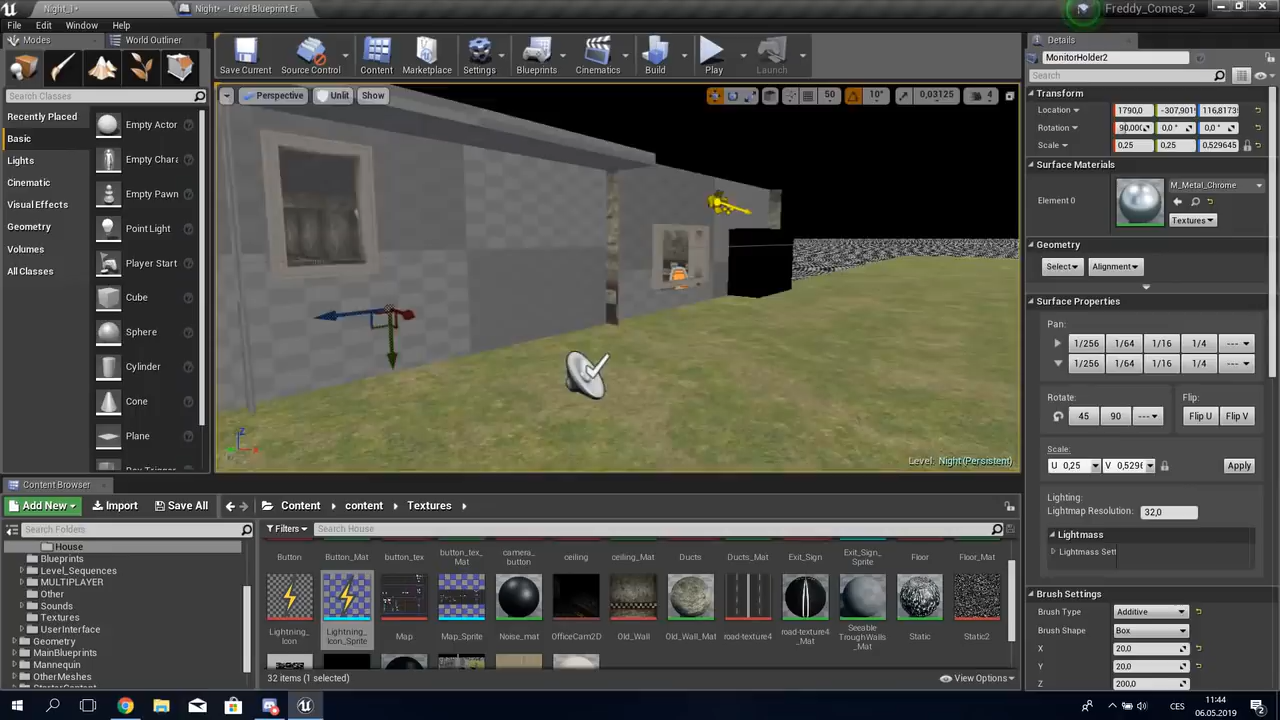 Night_I•
Night• - Level Blueprint E
Freddy_Comes_2
File Edit Window Help
Modes
World Outliner
Search Classes
Recently Placed
Basic
Lights
Cinematic
Visual Effects
Geometry
Volumes
All Classes
Empty Actor
Empty Chara
Empty Pawn
Point Light
Player Start
Cube
Sphere
Cylinder
Cone
Plane
Box Trigger
Save Current
Source Control
Content
Marketplace
Settings
Blueprints
Cinematics
Build
Play
Launch
Perspective
Unlit
Show
50
10°
0,03125
4
Level: Night (Persistent)
Details
MonitorHolder2
Search
Transform
Location 1790,0 -307,901 116,8173
Rotation 90,000 0,0° 0,0°
Scale 0,25 0,25 0,529645
Surface Materials
Element 0
M_Metal_Chrome
Textures
Geometry
Select
Alignment
Surface Properties
Pan:
1/256 1/64 1/16 1/4 ---
1/256 1/64 1/16 1/4 ---
Rotate: Flip:
45 90 --- Flip U Flip V
Scale:
U 0,25 V 0,529 Apply
Lighting:
Lightmap Resolution: 32,0
Lightmass
Lightmass Sett
Brush Settings
Brush Type Additive
Brush Shape Box
X 20,0
Y 20,0
Z 200,0
Content Browser
Add New
Import
Save All
Content
content
Textures
Search Folders
Filters
Search House
House
Blueprints
Level_Sequences
MULTIPLAYER
Other
Sounds
Textures
UserInterface
Geometry
MainBlueprints
Mannequin
OtherMeshes
StarterContent
Button
Button_Mat
button_tex
button_tex_Mat
camera_button
ceiling
ceiling_Mat
Ducts
Ducts_Mat
Exit_Sign
Exit_Sign_Sprite
Floor
Floor_Mat
Lightning_Icon
Lightning_Icon_Sprite
Map
Map_Sprite
Noise_mat
OfficeCam2D
Old_Wall
Old_Wall_Mat
road-texture4
road-texture4_Mat
Seeable TroughWalls_Mat
Static
Static2
32 items (1 selected)
View Options
CES
11:44
06.05.2019
2